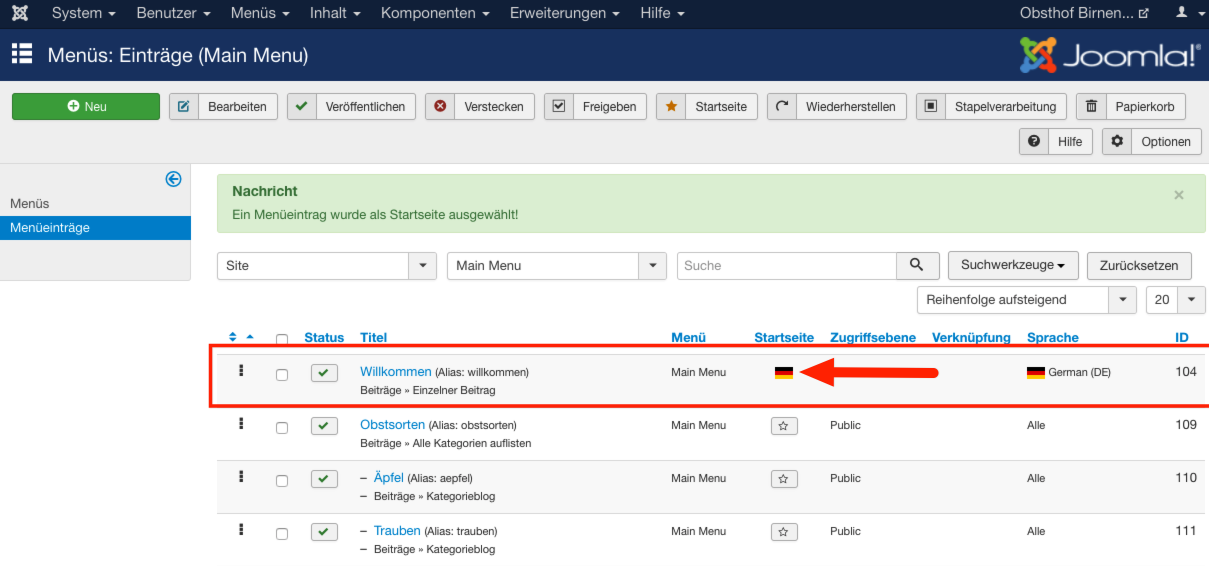 System Benutzer Menüs Inhalt Komponenten Erweiterungen Hilfe Obsthof Birnen...
Menüs: Einträge (Main Menu) Joomla!®
Neu Bearbeiten Veröffentlichen Verstecken Freigeben Startseite Wiederherstellen Stapelverarbeitung Papierkorb
Hilfe Optionen
Menüs
Menüeinträge
Nachricht ×
Ein Menüeintrag wurde als Startseite ausgewählt!
Site Main Menu Suche Suchwerkzeuge Zurücksetzen
Reihenfolge aufsteigend 20
Status Titel Menü Startseite Zugriffsebene Verknüpfung Sprache ID
Willkommen (Alias: willkommen) Main Menu German (DE) 104
Beiträge » Einzelner Beitrag
Obstsorten (Alias: obstsorten) Main Menu Public Alle 109
Beiträge » Alle Kategorien auflisten
– Äpfel (Alias: aepfel) Main Menu Public Alle 110
– Beiträge » Kategorieblog
– Trauben (Alias: trauben) Main Menu Public Alle 111
– Beiträge » Kategorieblog